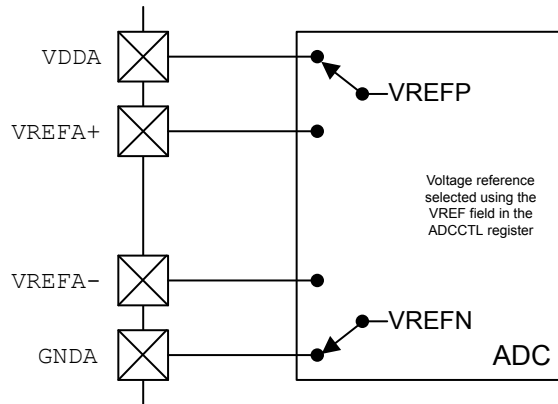 VDDA
VREFP
VREFA+
Voltage reference
selected using the
VREF field in the
ADCCTL register
VREFA-
VREFN
GNDA
ADC